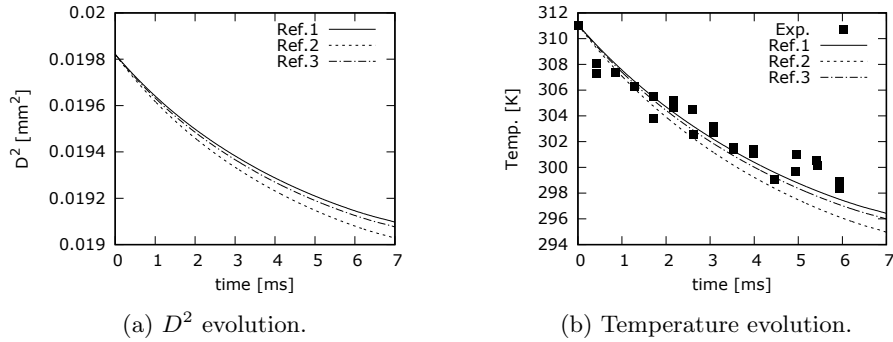 0.02
0.0198
0.0196
0.0194
0.0192
0.019
D² [mm²]
0 1 2 3 4 5 6 7
time [ms]
Ref.1
Ref.2
Ref.3
(a) D² evolution.
312
310
308
306
304
302
300
298
296
294
Temp. [K]
0 1 2 3 4 5 6 7
time [ms]
Exp.
Ref.1
Ref.2
Ref.3
(b) Temperature evolution.